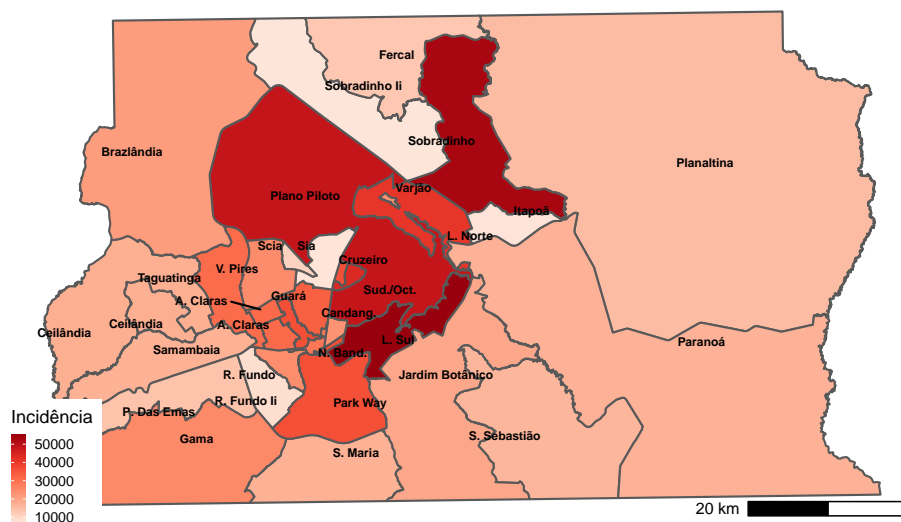 Fercal
Sobradinho Ii
Sobradinho
Brazlândia
Planaltina
Plano Piloto
Varjão
Itapoã
L. Norte
Scia
Sia
Cruzeiro
V. Pires
Taguatinga
Sud./Oct.
Guará
A. Claras
Candang.
Ceilândia
A. Claras
Ceilândia
L. Sul
Paranoá
Samambaia
N. Band.
R. Fundo
Jardim Botânico
R. Fundo Ii
Park Way
P. Das Emas
Gama
S. Sebastião
S. Maria
Incidência
50000
40000
30000
20000
10000
20 km